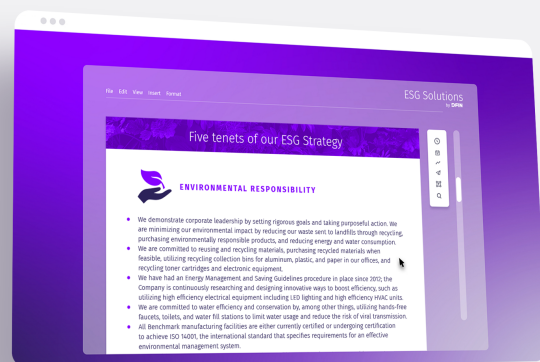 File Edit View Insert Format
ESG Solutions
by DFIN
Five tenets of our ESG Strategy
ENVIRONMENTAL RESPONSIBILITY
• We demonstrate corporate leadership by setting rigorous goals and taking purposeful action. We
are minimizing our environmental impact by reducing our waste sent to landfills through recycling,
purchasing environmentally responsible products, and reducing energy and water consumption.
• We are committed to reusing and recycling materials, purchasing recycled materials when
feasible, utilizing recycling collection bins for aluminum, plastic, and paper in our offices, and
recycling toner cartridges and electronic equipment.
• We have had an Energy Management and Saving Guidelines procedure in place since 2012; the
Company is continuously researching and designing innovative ways to boost efficiency, such as
utilizing high efficiency electrical equipment including LED lighting and high efficiency HVAC units.
• We are committed to water efficiency and conservation by, among other things, utilizing hands-free
faucets, toilets, and water fill stations to limit water usage and reduce the risk of viral transmission.
• All Benchmark manufacturing facilities are either currently certified or undergoing certification
to achieve ISO 14001, the international standard that specifies requirements for an effective
environmental management system.